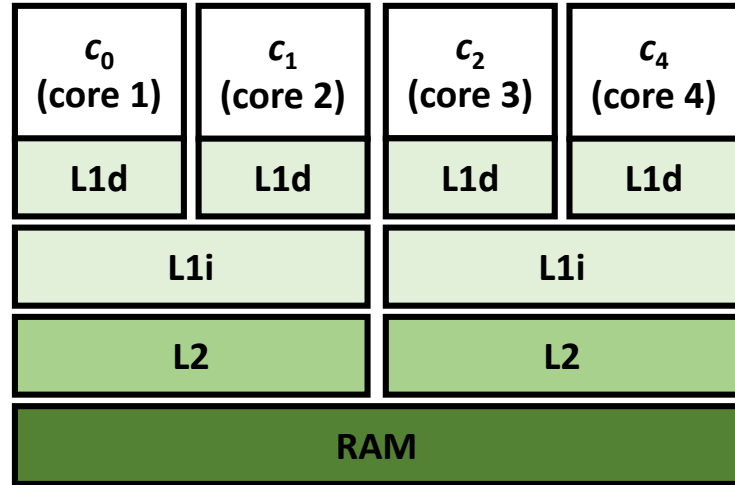 c₀ c₁ c₂ c₄
(core 1) (core 2) (core 3) (core 4)
L1d L1d L1d L1d
L1i L1i
L2 L2
RAM